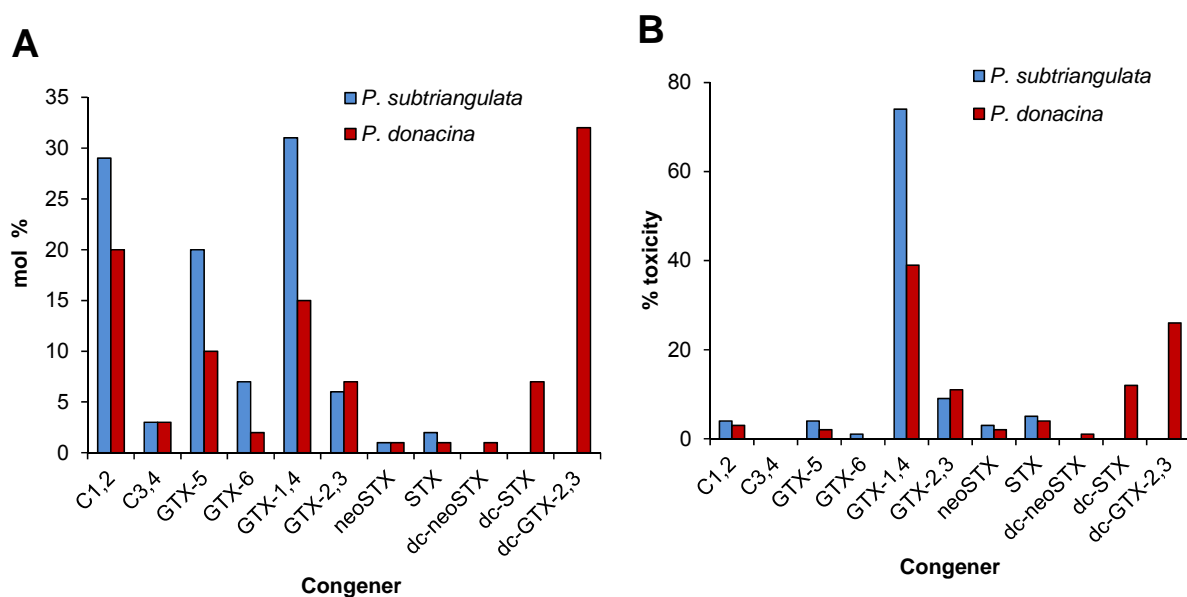 A
P. subtriangulata
P. donacina
35
30
25
20
15
10
5
0
mol %
C1,2
C3,4
GTX-5
GTX-6
GTX-1,4
GTX-2,3
neoSTX
STX
dc-neoSTX
dc-STX
dc-GTX-2,3
Congener
B
P. subtriangulata
P. donacina
80
60
40
20
0
% toxicity
C1,2
C3,4
GTX-5
GTX-6
GTX-1,4
GTX-2,3
neoSTX
STX
dc-neoSTX
dc-STX
dc-GTX-2,3
Congener